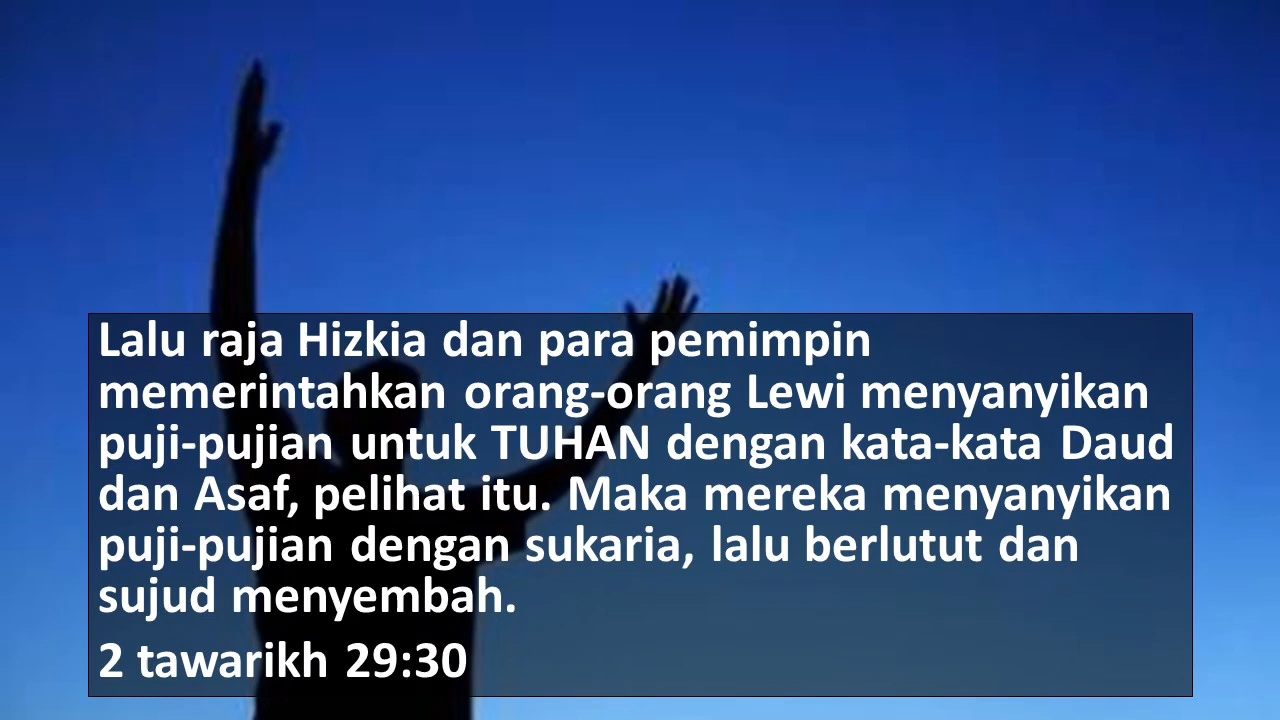 Lalu raja Hizkia dan para pemimpin
memerintahkan orang-orang Lewi menyanyikan
puji-pujian untuk TUHAN dengan kata-kata Daud
dan Asaf, pelihat itu. Maka mereka menyanyikan
puji-pujian dengan sukaria, lalu berlutut dan
sujud menyembah.
2 tawarikh 29:30